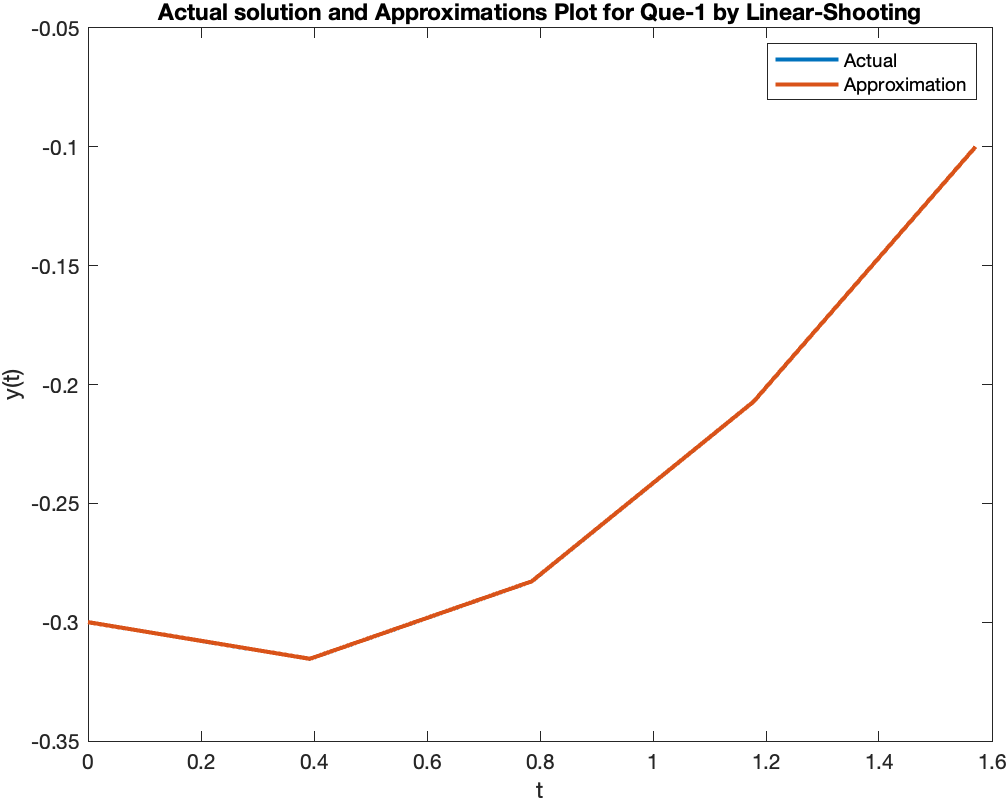 Actual solution and Approximations Plot for Que-1 by Linear-Shooting
-0.05
Actual
Approximation
-0.1
-0.15
-0.2
y(t)
-0.25
-0.3
-0.35
0 0.2 0.4 0.6 0.8 1 1.2 1.4 1.6
t